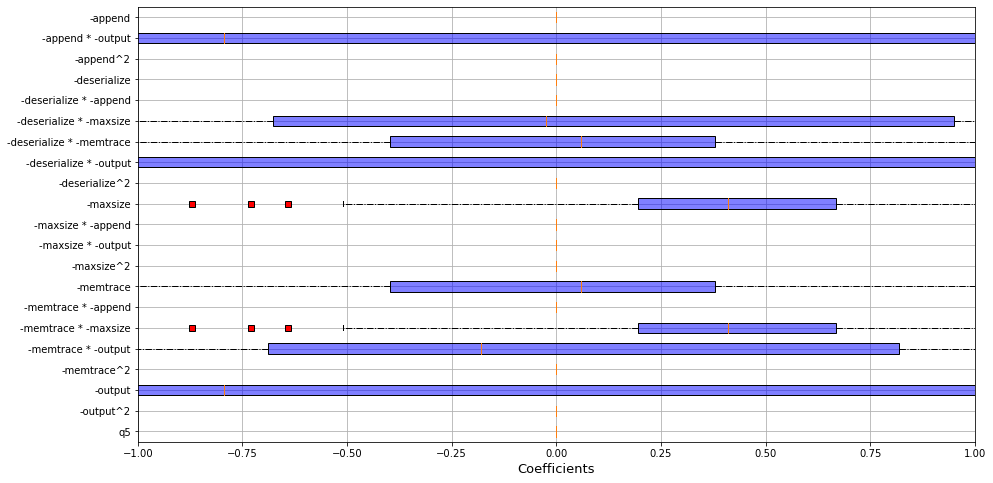 -append
-append * -output
-append^2
-deserialize
-deserialize * -append
-deserialize * -maxsize
-deserialize * -memtrace
-deserialize * -output
-deserialize^2
-maxsize
-maxsize * -append
-maxsize * -output
-maxsize^2
-memtrace
-memtrace * -append
-memtrace * -maxsize
-memtrace * -output
-memtrace^2
-output
-output^2
q5
−1.00 −0.75 −0.50 −0.25 0.00 0.25 0.50 0.75 1.00
Coefficients